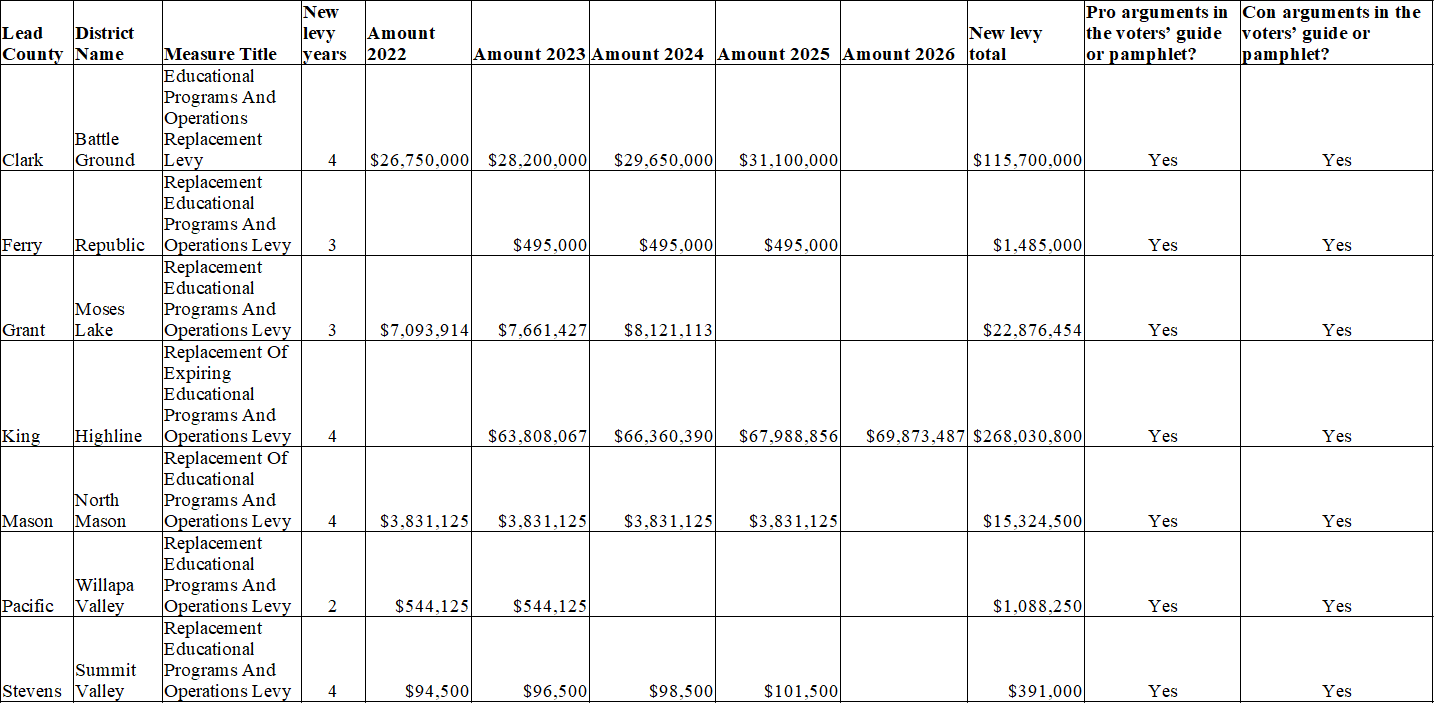 Lead County | District Name | Measure Title | New levy years | Amount 2022 | Amount 2023 | Amount 2024 | Amount 2025 | Amount 2026 | New levy total | Pro arguments in the voters’ guide or pamphlet? | Con arguments in the voters’ guide or pamphlet?
Clark | Battle Ground | Educational Programs And Operations Replacement Levy | 4 | $26,750,000 | $28,200,000 | $29,650,000 | $31,100,000 | | $115,700,000 | Yes | Yes
Ferry | Republic | Replacement Educational Programs And Operations Levy | 3 | | $495,000 | $495,000 | $495,000 | | $1,485,000 | Yes | Yes
Grant | Moses Lake | Replacement Educational Programs And Operations Levy | 3 | $7,093,914 | $7,661,427 | $8,121,113 | | | $22,876,454 | Yes | Yes
King | Highline | Replacement Of Expiring Educational Programs And Operations Levy | 4 | | $63,808,067 | $66,360,390 | $67,988,856 | $69,873,487 | $268,030,800 | Yes | Yes
Mason | North Mason | Replacement Of Educational Programs And Operations Levy | 4 | $3,831,125 | $3,831,125 | $3,831,125 | $3,831,125 | | $15,324,500 | Yes | Yes
Pacific | Willapa Valley | Replacement Educational Programs And Operations Levy | 2 | $544,125 | $544,125 | | | | $1,088,250 | Yes | Yes
Stevens | Summit Valley | Replacement Educational Programs And Operations Levy | 4 | $94,500 | $96,500 | $98,500 | $101,500 | | $391,000 | Yes | Yes